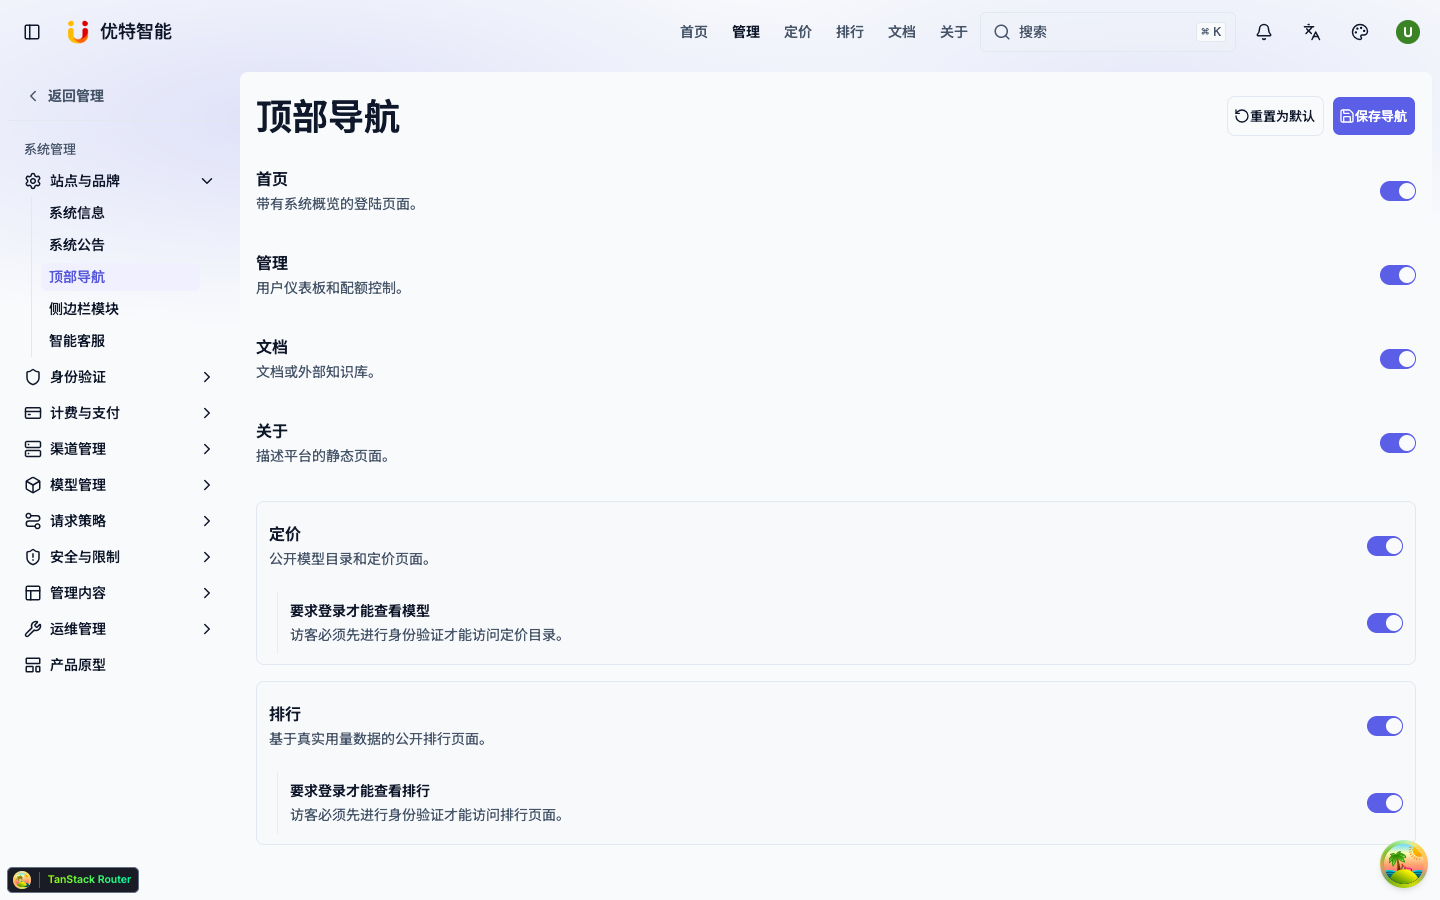 优特智能
首页
管理
定价
排行
文档
关于
搜索
⌘ K
U
返回管理
系统管理
站点与品牌
系统信息
系统公告
顶部导航
侧边栏模块
智能客服
身份验证
计费与支付
渠道管理
模型管理
请求策略
安全与限制
管理内容
运维管理
产品原型
顶部导航
重置为默认
保存导航
首页
带有系统概览的登陆页面。
管理
用户仪表板和配额控制。
文档
文档或外部知识库。
关于
描述平台的静态页面。
定价
公开模型目录和定价页面。
要求登录才能查看模型
访客必须先进行身份验证才能访问定价目录。
排行
基于真实用量数据的公开排行页面。
要求登录才能查看排行
访客必须先进行身份验证才能访问排行页面。
TanStack Router